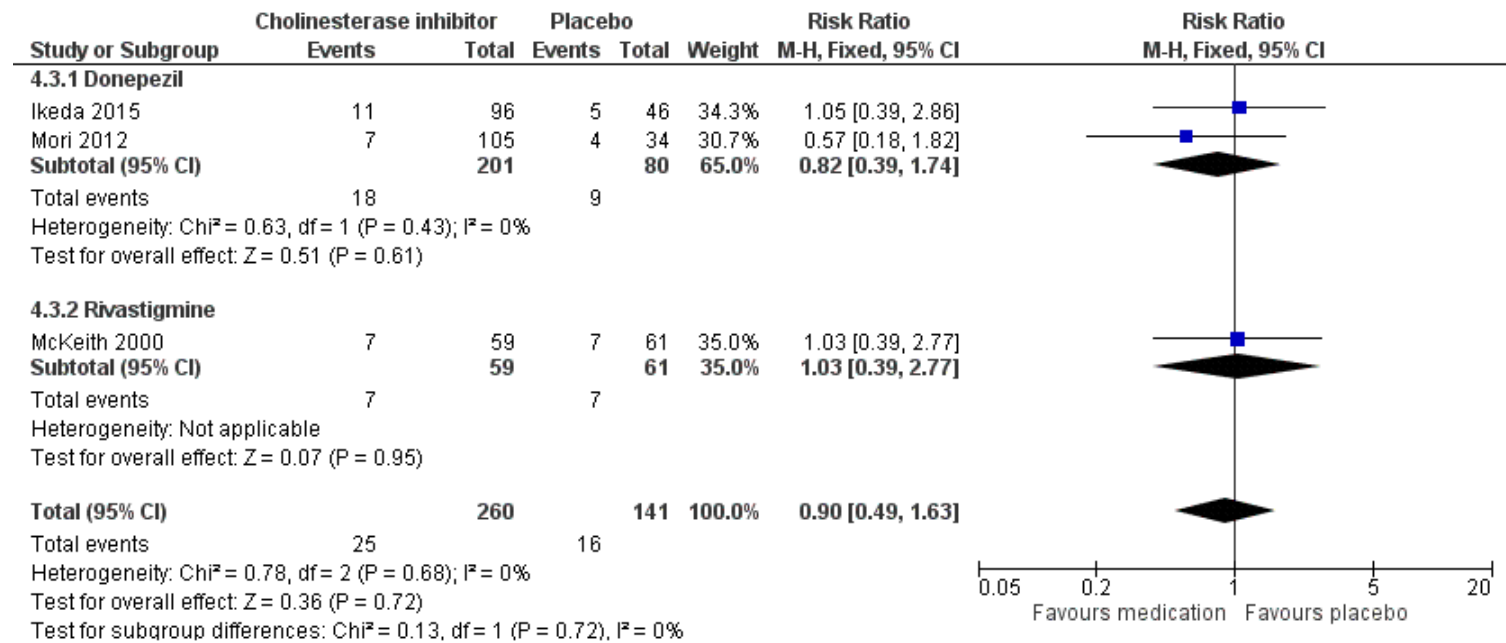 Cholinesterase inhibitor Placebo Risk Ratio Risk Ratio
Study or Subgroup Events Total Events Total Weight M-H, Fixed, 95% CI M-H, Fixed, 95% CI
4.3.1 Donepezil
Ikeda 2015 11 96 5 46 34.3% 1.05 [0.39, 2.86]
Mori 2012 7 105 4 34 30.7% 0.57 [0.18, 1.82]
Subtotal (95% CI) 201 80 65.0% 0.82 [0.39, 1.74]
Total events 18 9
Heterogeneity: Chi² = 0.63, df = 1 (P = 0.43); I² = 0%
Test for overall effect: Z = 0.51 (P = 0.61)
4.3.2 Rivastigmine
McKeith 2000 7 59 7 61 35.0% 1.03 [0.39, 2.77]
Subtotal (95% CI) 59 61 35.0% 1.03 [0.39, 2.77]
Total events 7 7
Heterogeneity: Not applicable
Test for overall effect: Z = 0.07 (P = 0.95)
Total (95% CI) 260 141 100.0% 0.90 [0.49, 1.63]
Total events 25 16
Heterogeneity: Chi² = 0.78, df = 2 (P = 0.68); I² = 0%
Test for overall effect: Z = 0.36 (P = 0.72)
Test for subgroup differences: Chi² = 0.13, df = 1 (P = 0.72), I² = 0%
0.05 0.2 1 5 20
Favours medication Favours placebo